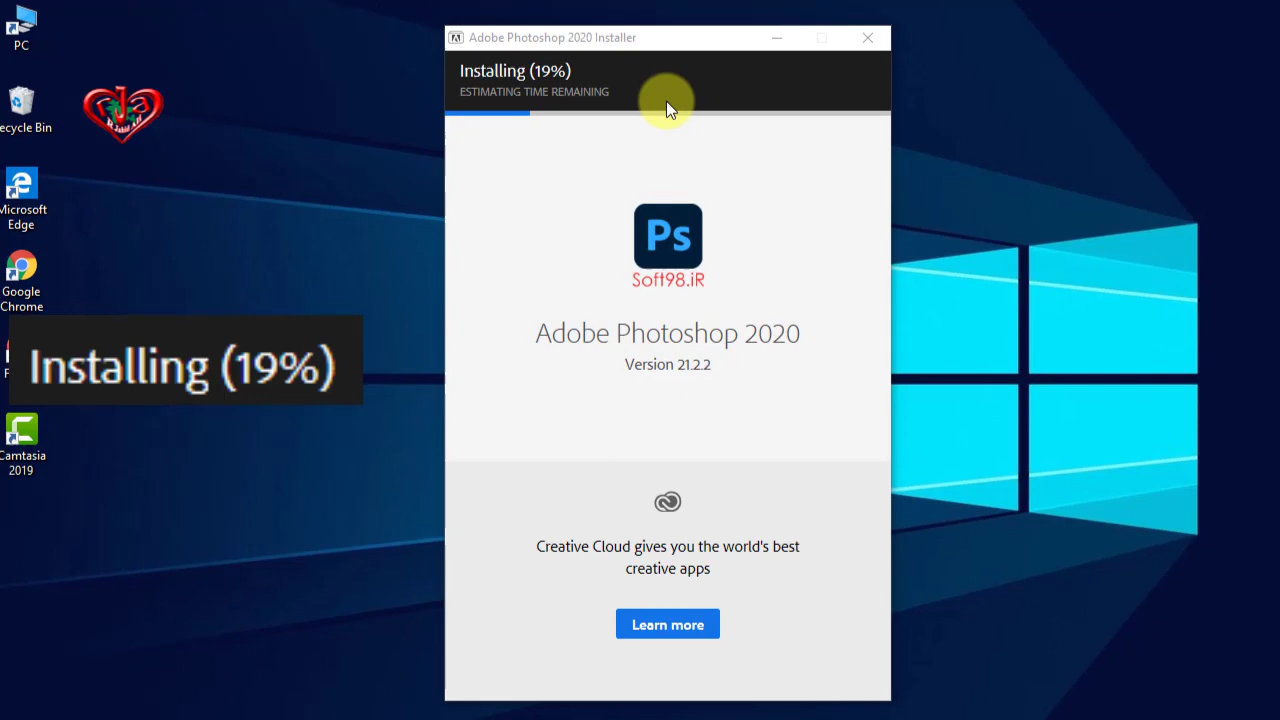 PC
ecycle Bin
Microsoft
Edge
Google
Chrome
Camtasia
2019
Installing (19%)
Adobe Photoshop 2020 Installer
Installing (19%)
ESTIMATING TIME REMAINING
Ps
Soft98.iR
Adobe Photoshop 2020
Version 21.2.2
Creative Cloud gives you the world's best
creative apps
Learn more